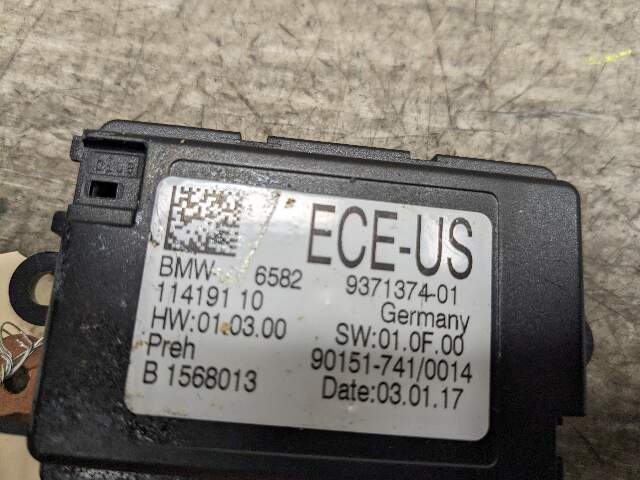 ECE-US
BMW 6582 9371374-01
114191 10 Germany
HW:01.03.00 SW:01.0F.00
Preh 90151-741/0014
B 1568013 Date:03.01.17